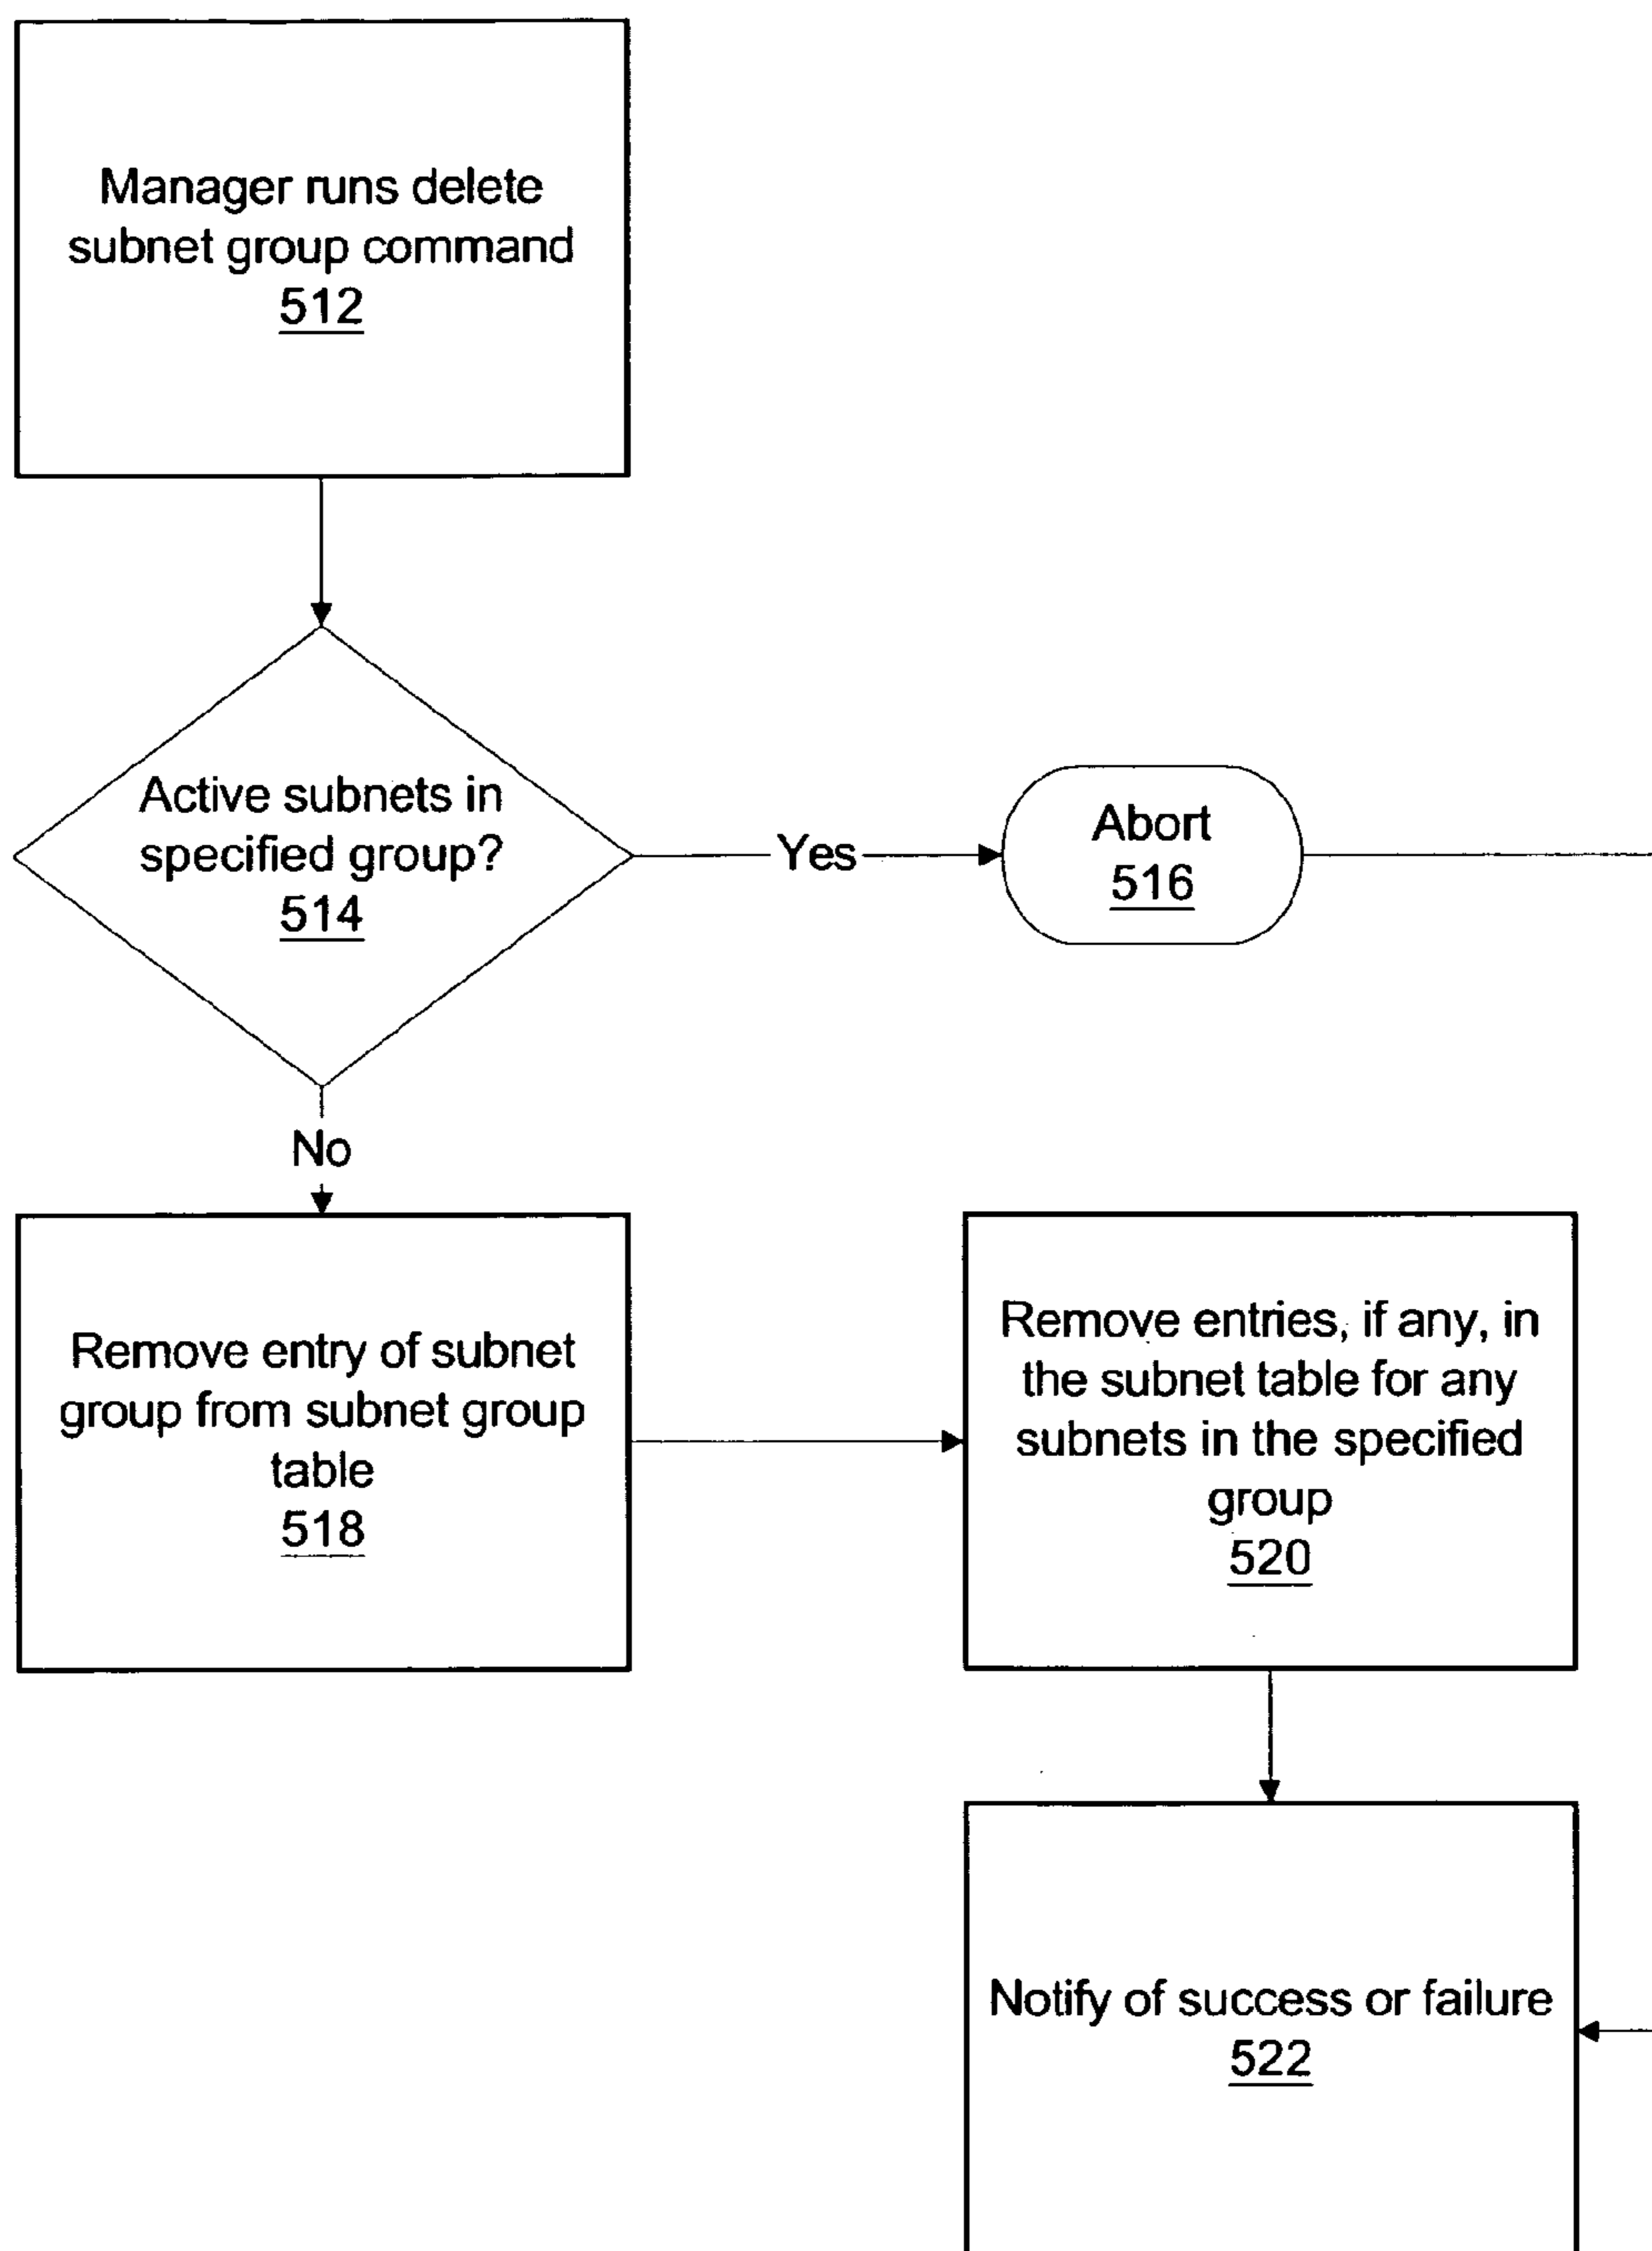 Manager runs delete
subnet group command
512
Active subnets in
specified group?
514
Yes
Abort
516
No
Remove entry of subnet
group from subnet group
table
518
Remove entries, if any, in
the subnet table for any
subnets in the specified
group
520
Notify of success or failure
522